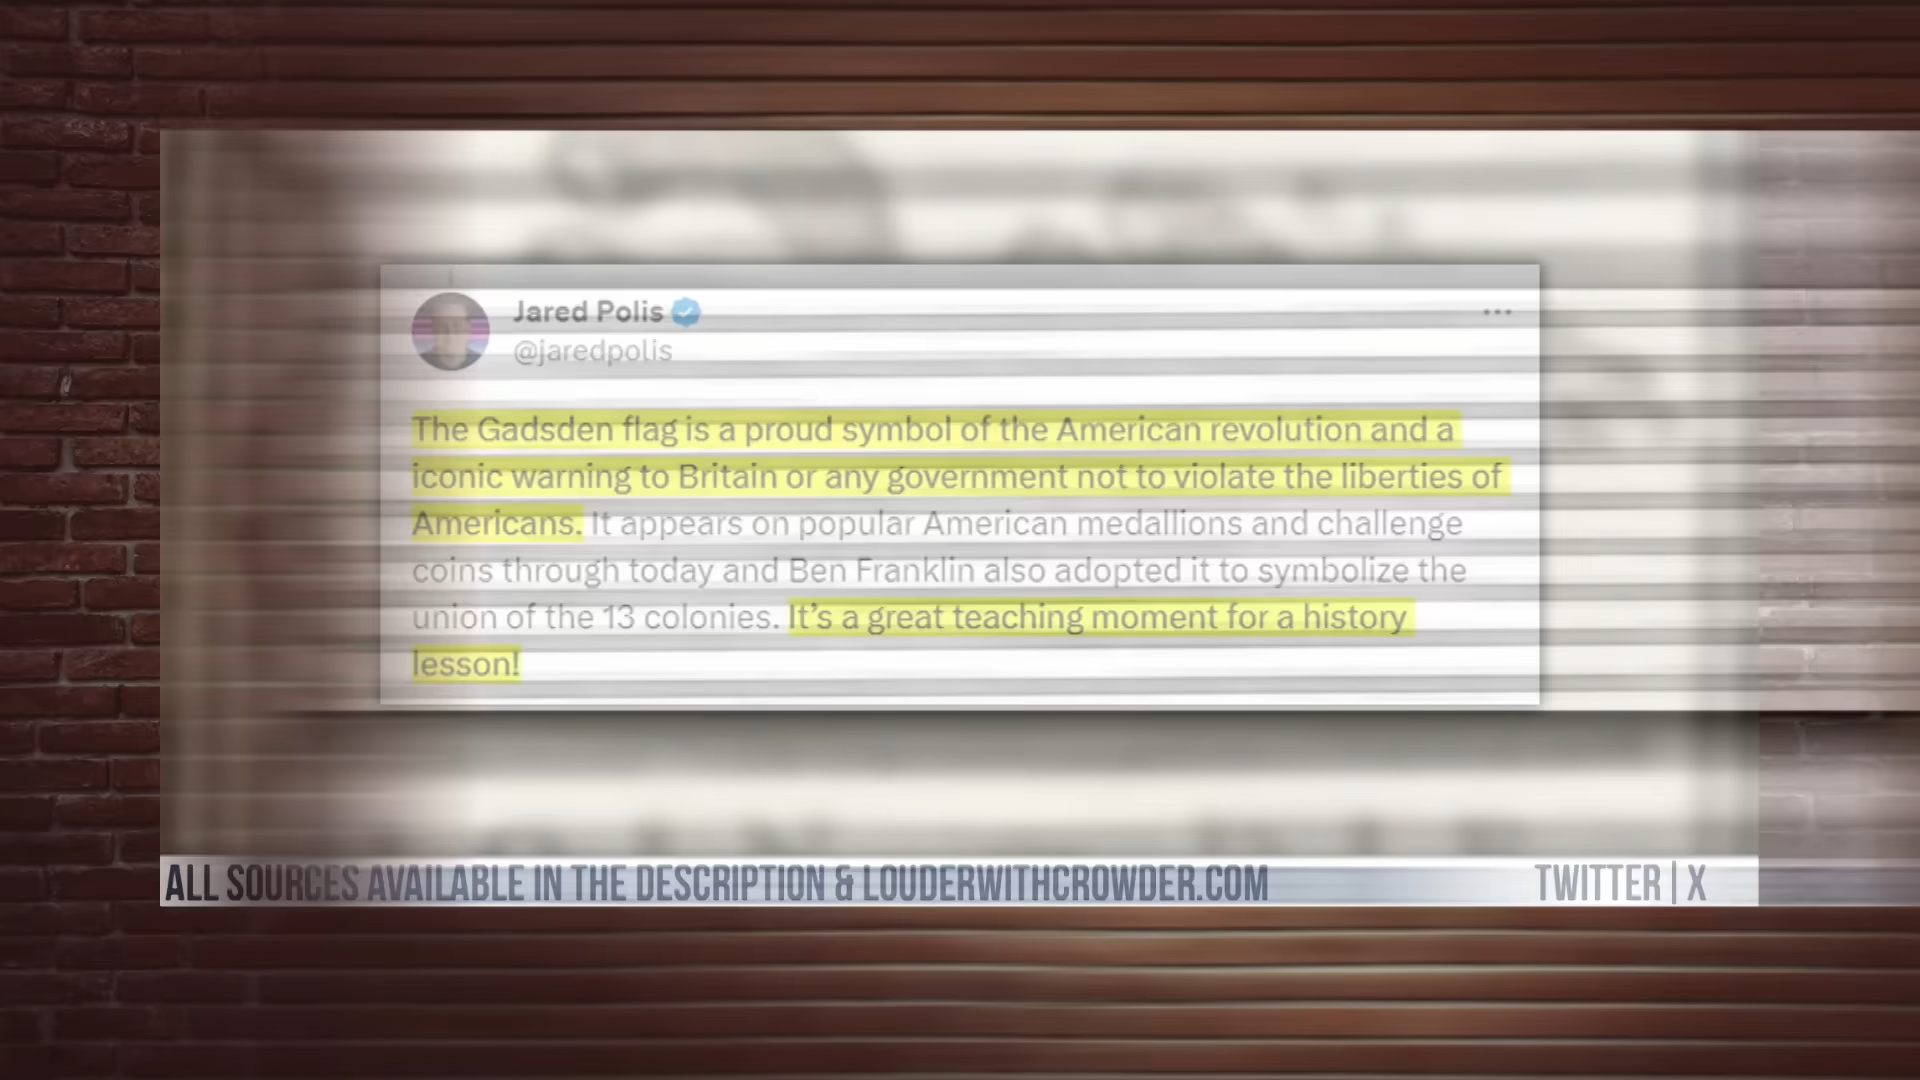 Jared Polis
@jaredpolis
The Gadsden flag is a proud symbol of the American revolution and a
iconic warning to Britain or any government not to violate the liberties of
Americans. It appears on popular American medallions and challenge
coins through today and Ben Franklin also adopted it to symbolize the
union of the 13 colonies. It’s a great teaching moment for a history
lesson!
ALL SOURCES AVAILABLE IN THE DESCRIPTION & LOUDERWITHCROWDER.COM
TWITTER | X